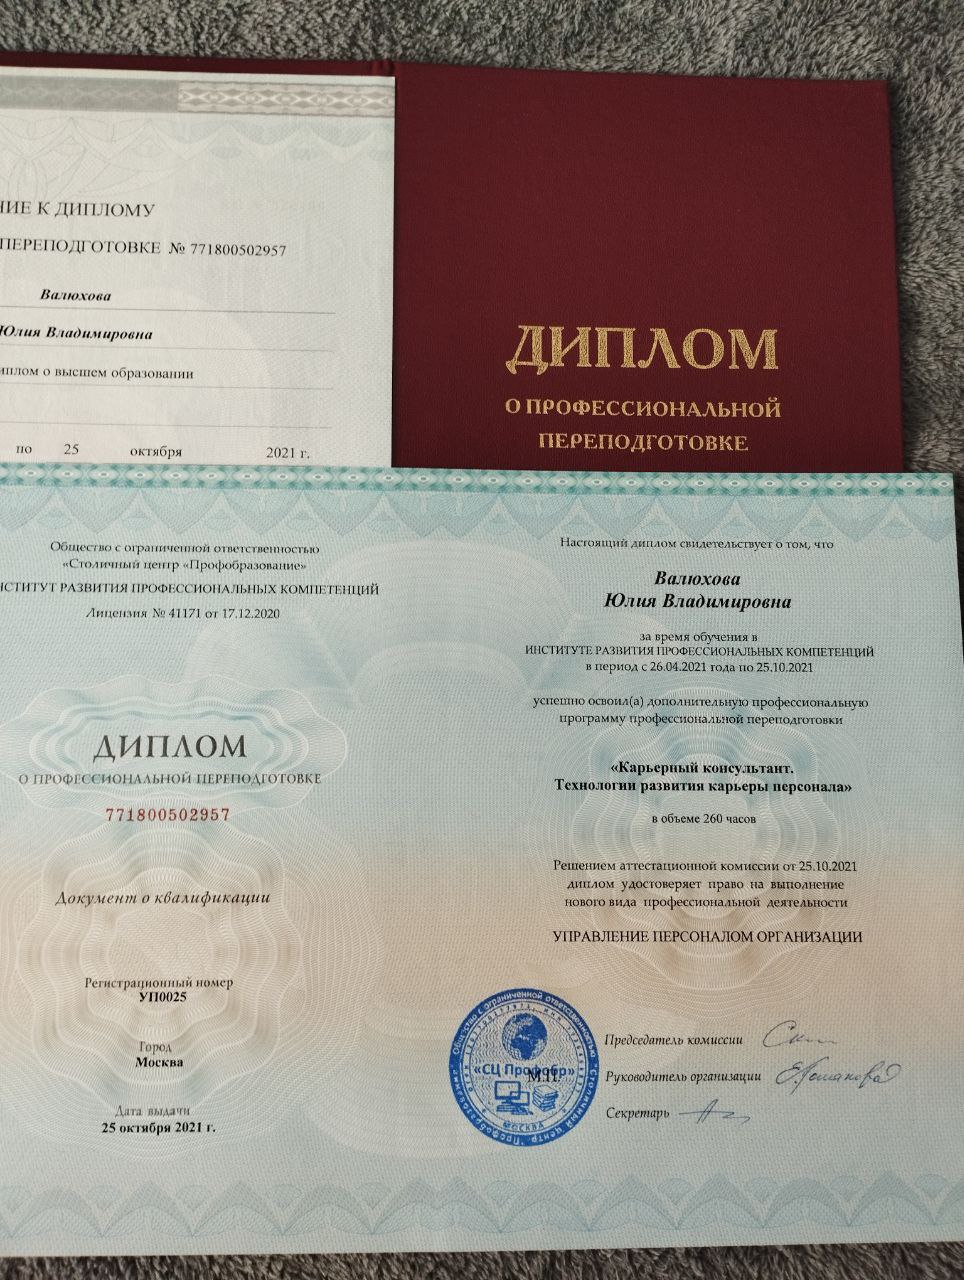 ИЕ К ДИПЛОМУ
ПЕРЕПОДГОТОВКЕ № 771800502957
Валюхова
Юлия Владимировна
диплом о высшем образовании
по 25 октября 2021 г.
ДИПЛОМ
О ПРОФЕССИОНАЛЬНОЙ
ПЕРЕПОДГОТОВКЕ
Общество с ограниченной ответственностью
«Столичный центр «Профобразование»
ИНСТИТУТ РАЗВИТИЯ ПРОФЕССИОНАЛЬНЫХ КОМПЕТЕНЦИЙ
Лицензия № 41171 от 17.12.2020
ДИПЛОМ
О ПРОФЕССИОНАЛЬНОЙ ПЕРЕПОДГОТОВКЕ
771800502957
Документ о квалификации
Регистрационный номер
УП0025
Город
Москва
Дата выдачи
25 октября 2021 г.
Настоящий диплом свидетельствует о том, что
Валюхова
Юлия Владимировна
за время обучения в
ИНСТИТУТЕ РАЗВИТИЯ ПРОФЕССИОНАЛЬНЫХ КОМПЕТЕНЦИЙ
в период с 26.04.2021 года по 25.10.2021
успешно освоил(а) дополнительную профессиональную
программу профессиональной переподготовки
«Карьерный консультант.
Технологии развития карьеры персонала»
в объеме 260 часов
Решением аттестационной комиссии от 25.10.2021
диплом удостоверяет право на выполнение
нового вида профессиональной деятельности
УПРАВЛЕНИЕ ПЕРСОНАЛОМ ОРГАНИЗАЦИИ
Председатель комиссии
Руководитель организации
Секретарь
М.П.
Общество с ограниченной ответственностью
«СЦ Профобр»
МОСКВА
"Столичный центр "Профобразование"